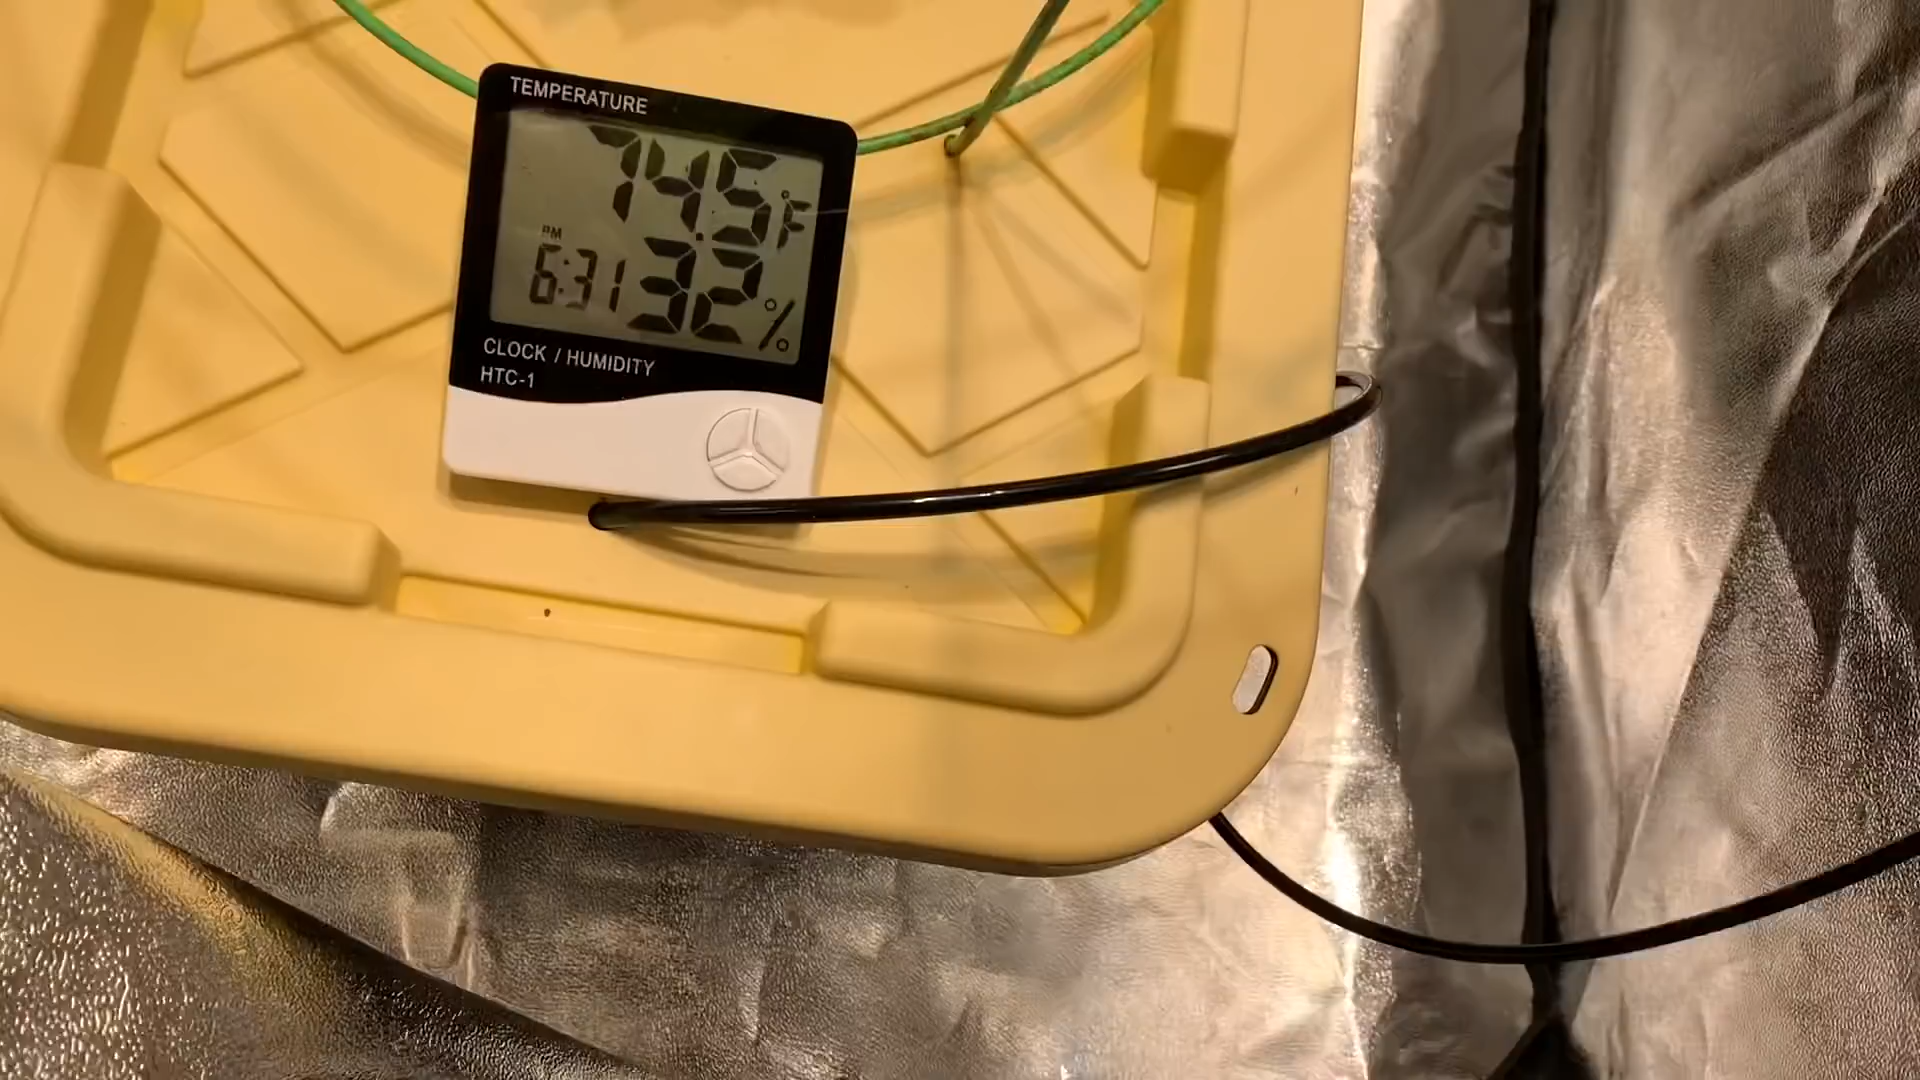 TEMPERATURE
74.5°F
PM
6:31 32%
CLOCK / HUMIDITY
HTC-1